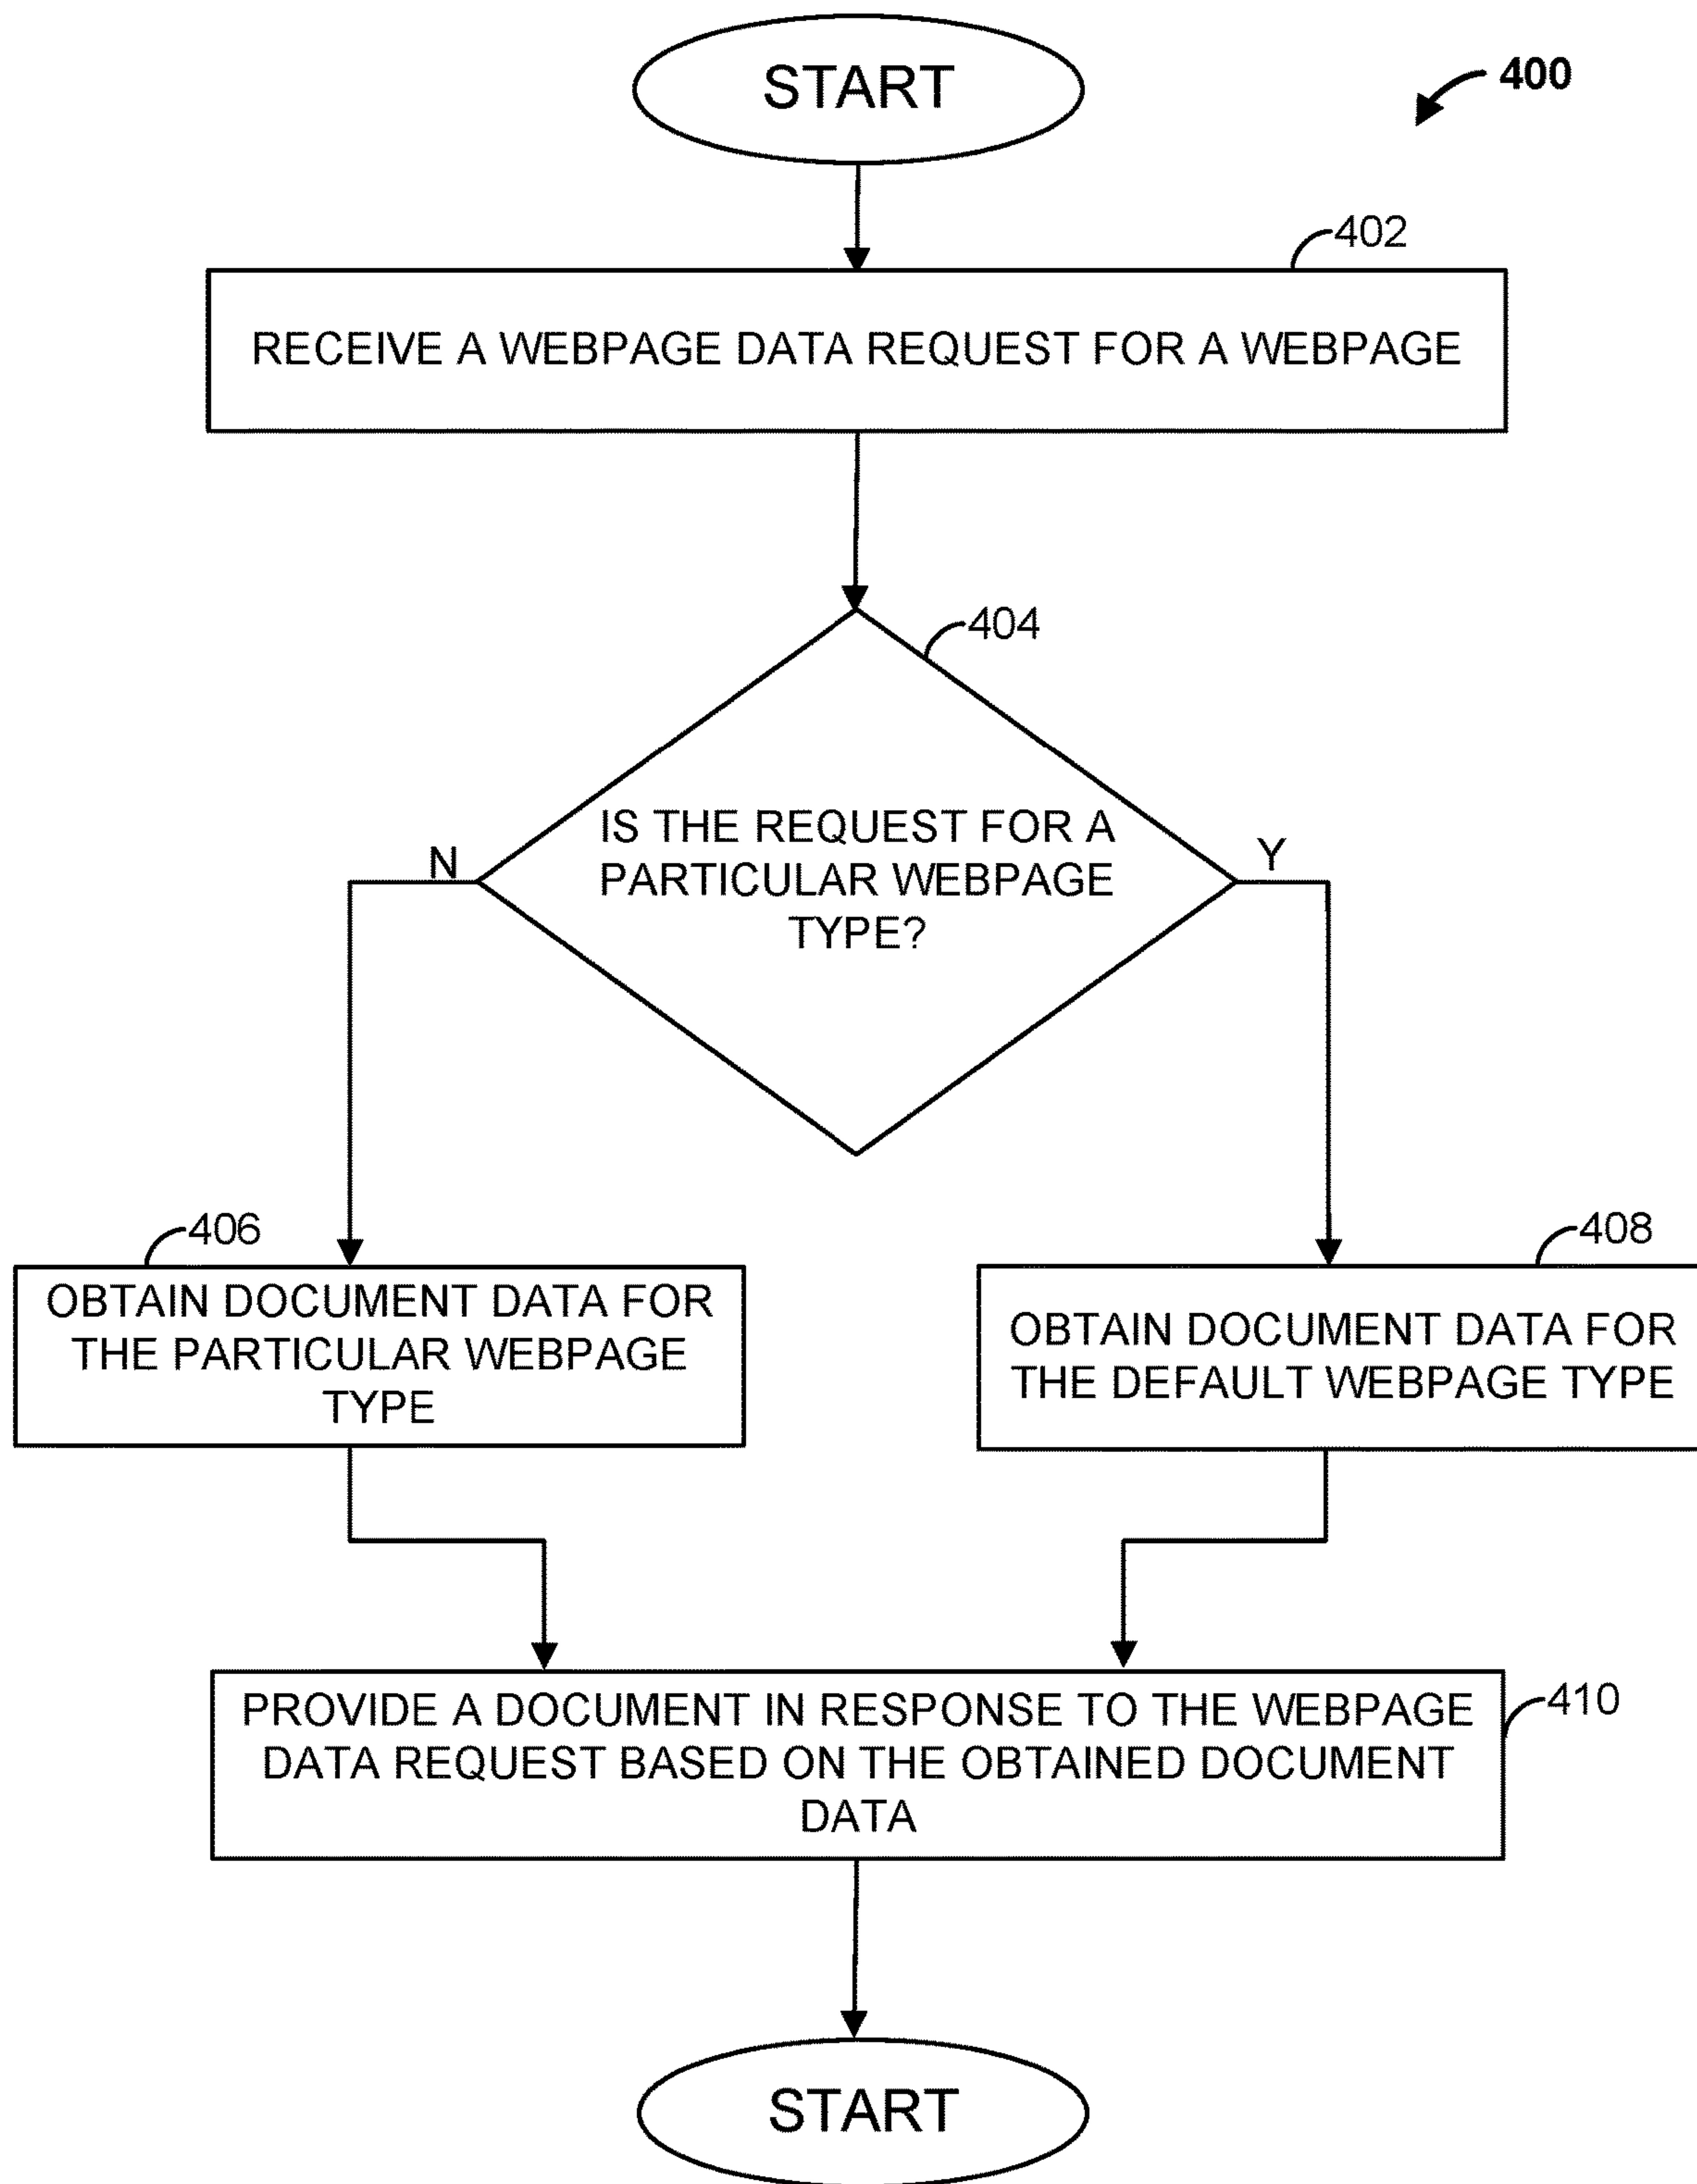 START
400
402
RECEIVE A WEBPAGE DATA REQUEST FOR A WEBPAGE
404
IS THE REQUEST FOR A
PARTICULAR WEBPAGE
TYPE?
N
Y
406
OBTAIN DOCUMENT DATA FOR
THE PARTICULAR WEBPAGE
TYPE
408
OBTAIN DOCUMENT DATA FOR
THE DEFAULT WEBPAGE TYPE
410
PROVIDE A DOCUMENT IN RESPONSE TO THE WEBPAGE
DATA REQUEST BASED ON THE OBTAINED DOCUMENT
DATA
START